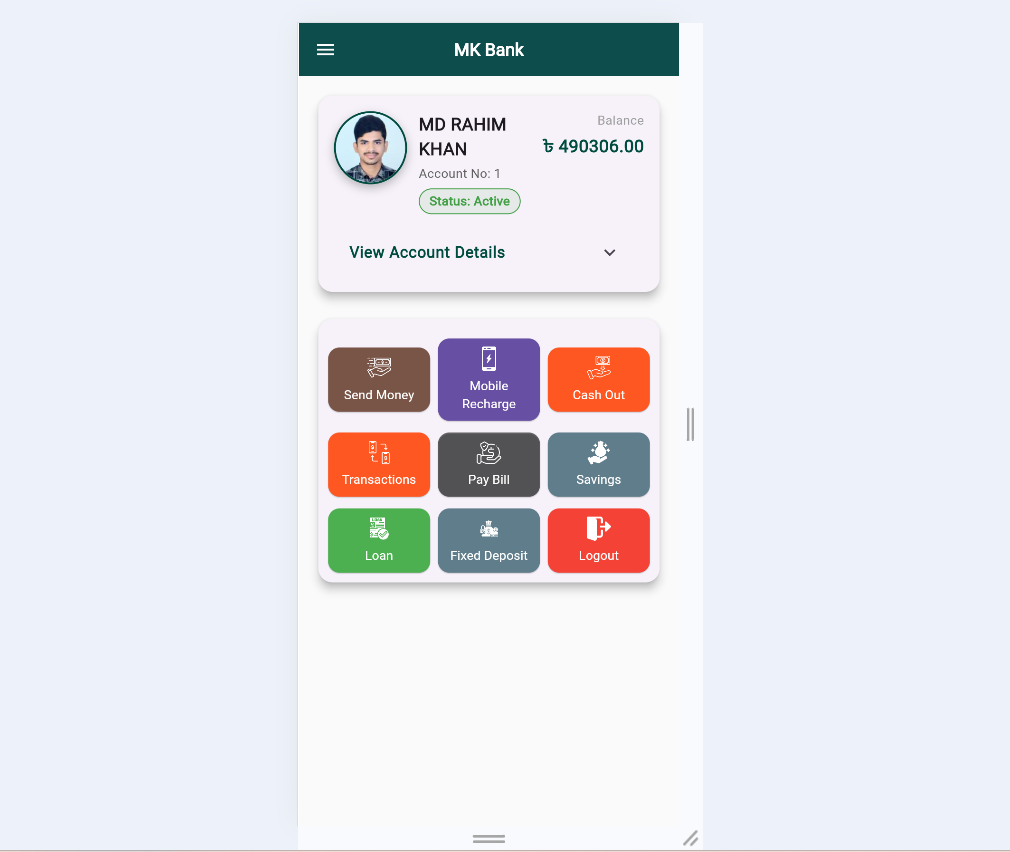 MK Bank
MD RAHIM
KHAN
Account No: 1
Status: Active
Balance
৳ 490306.00
View Account Details
Send Money
Mobile
Recharge
Cash Out
Transactions
Pay Bill
Savings
Loan
Fixed Deposit
Logout